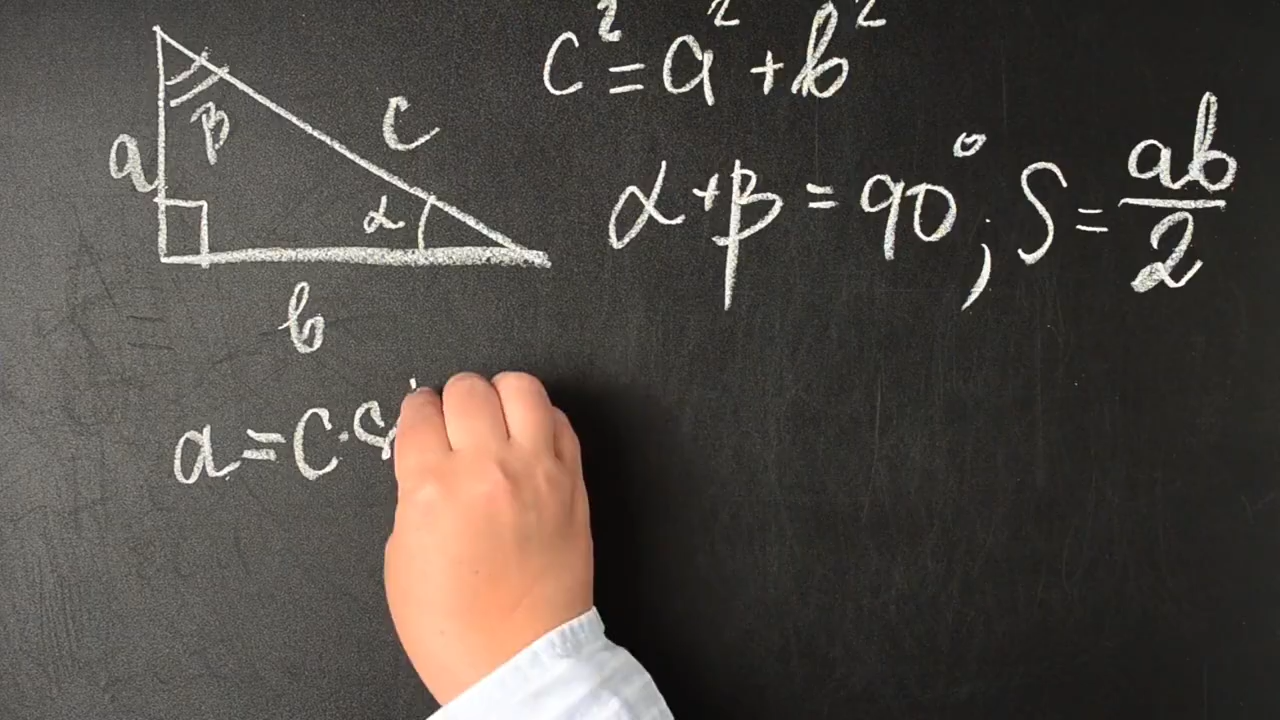 c² = a² + b²
a
β
c
α + β = 90°; S = ab/2
α
b
a = c · s